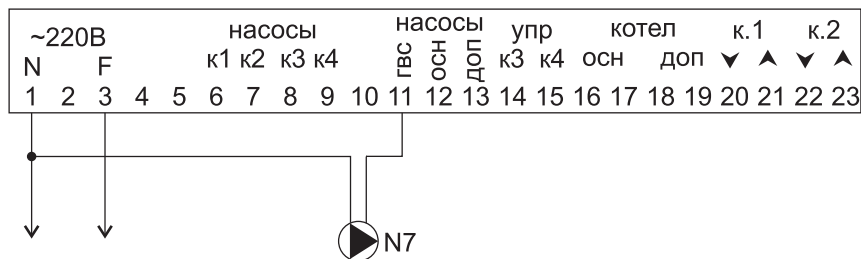 насосы насосы упр котел к.1 к.2
~220В
N F к1 к2 к3 к4 гвс осн доп к3 к4 осн доп
1 2 3 4 5 6 7 8 9 10 11 12 13 14 15 16 17 18 19 20 21 22 23
N7